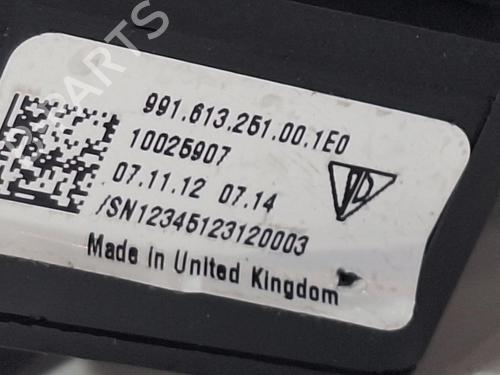 991.613.251.00.1E0
10025907
07.11.12 07.14
/SN12345123120003
Made in United Kingdom